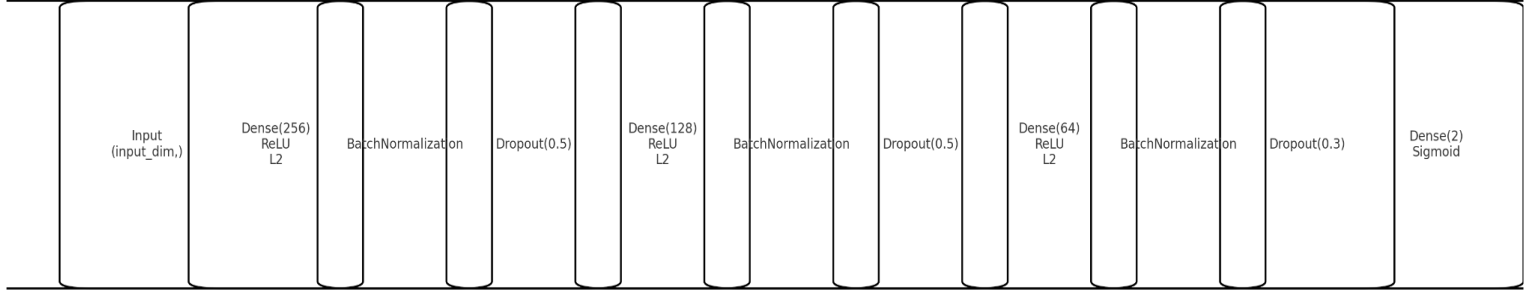 Input
(input_dim,)
Dense(256)
ReLU
L2
BatchNormalization
Dropout(0.5)
Dense(128)
ReLU
L2
BatchNormalization
Dropout(0.5)
Dense(64)
ReLU
L2
BatchNormalization
Dropout(0.3)
Dense(2)
Sigmoid